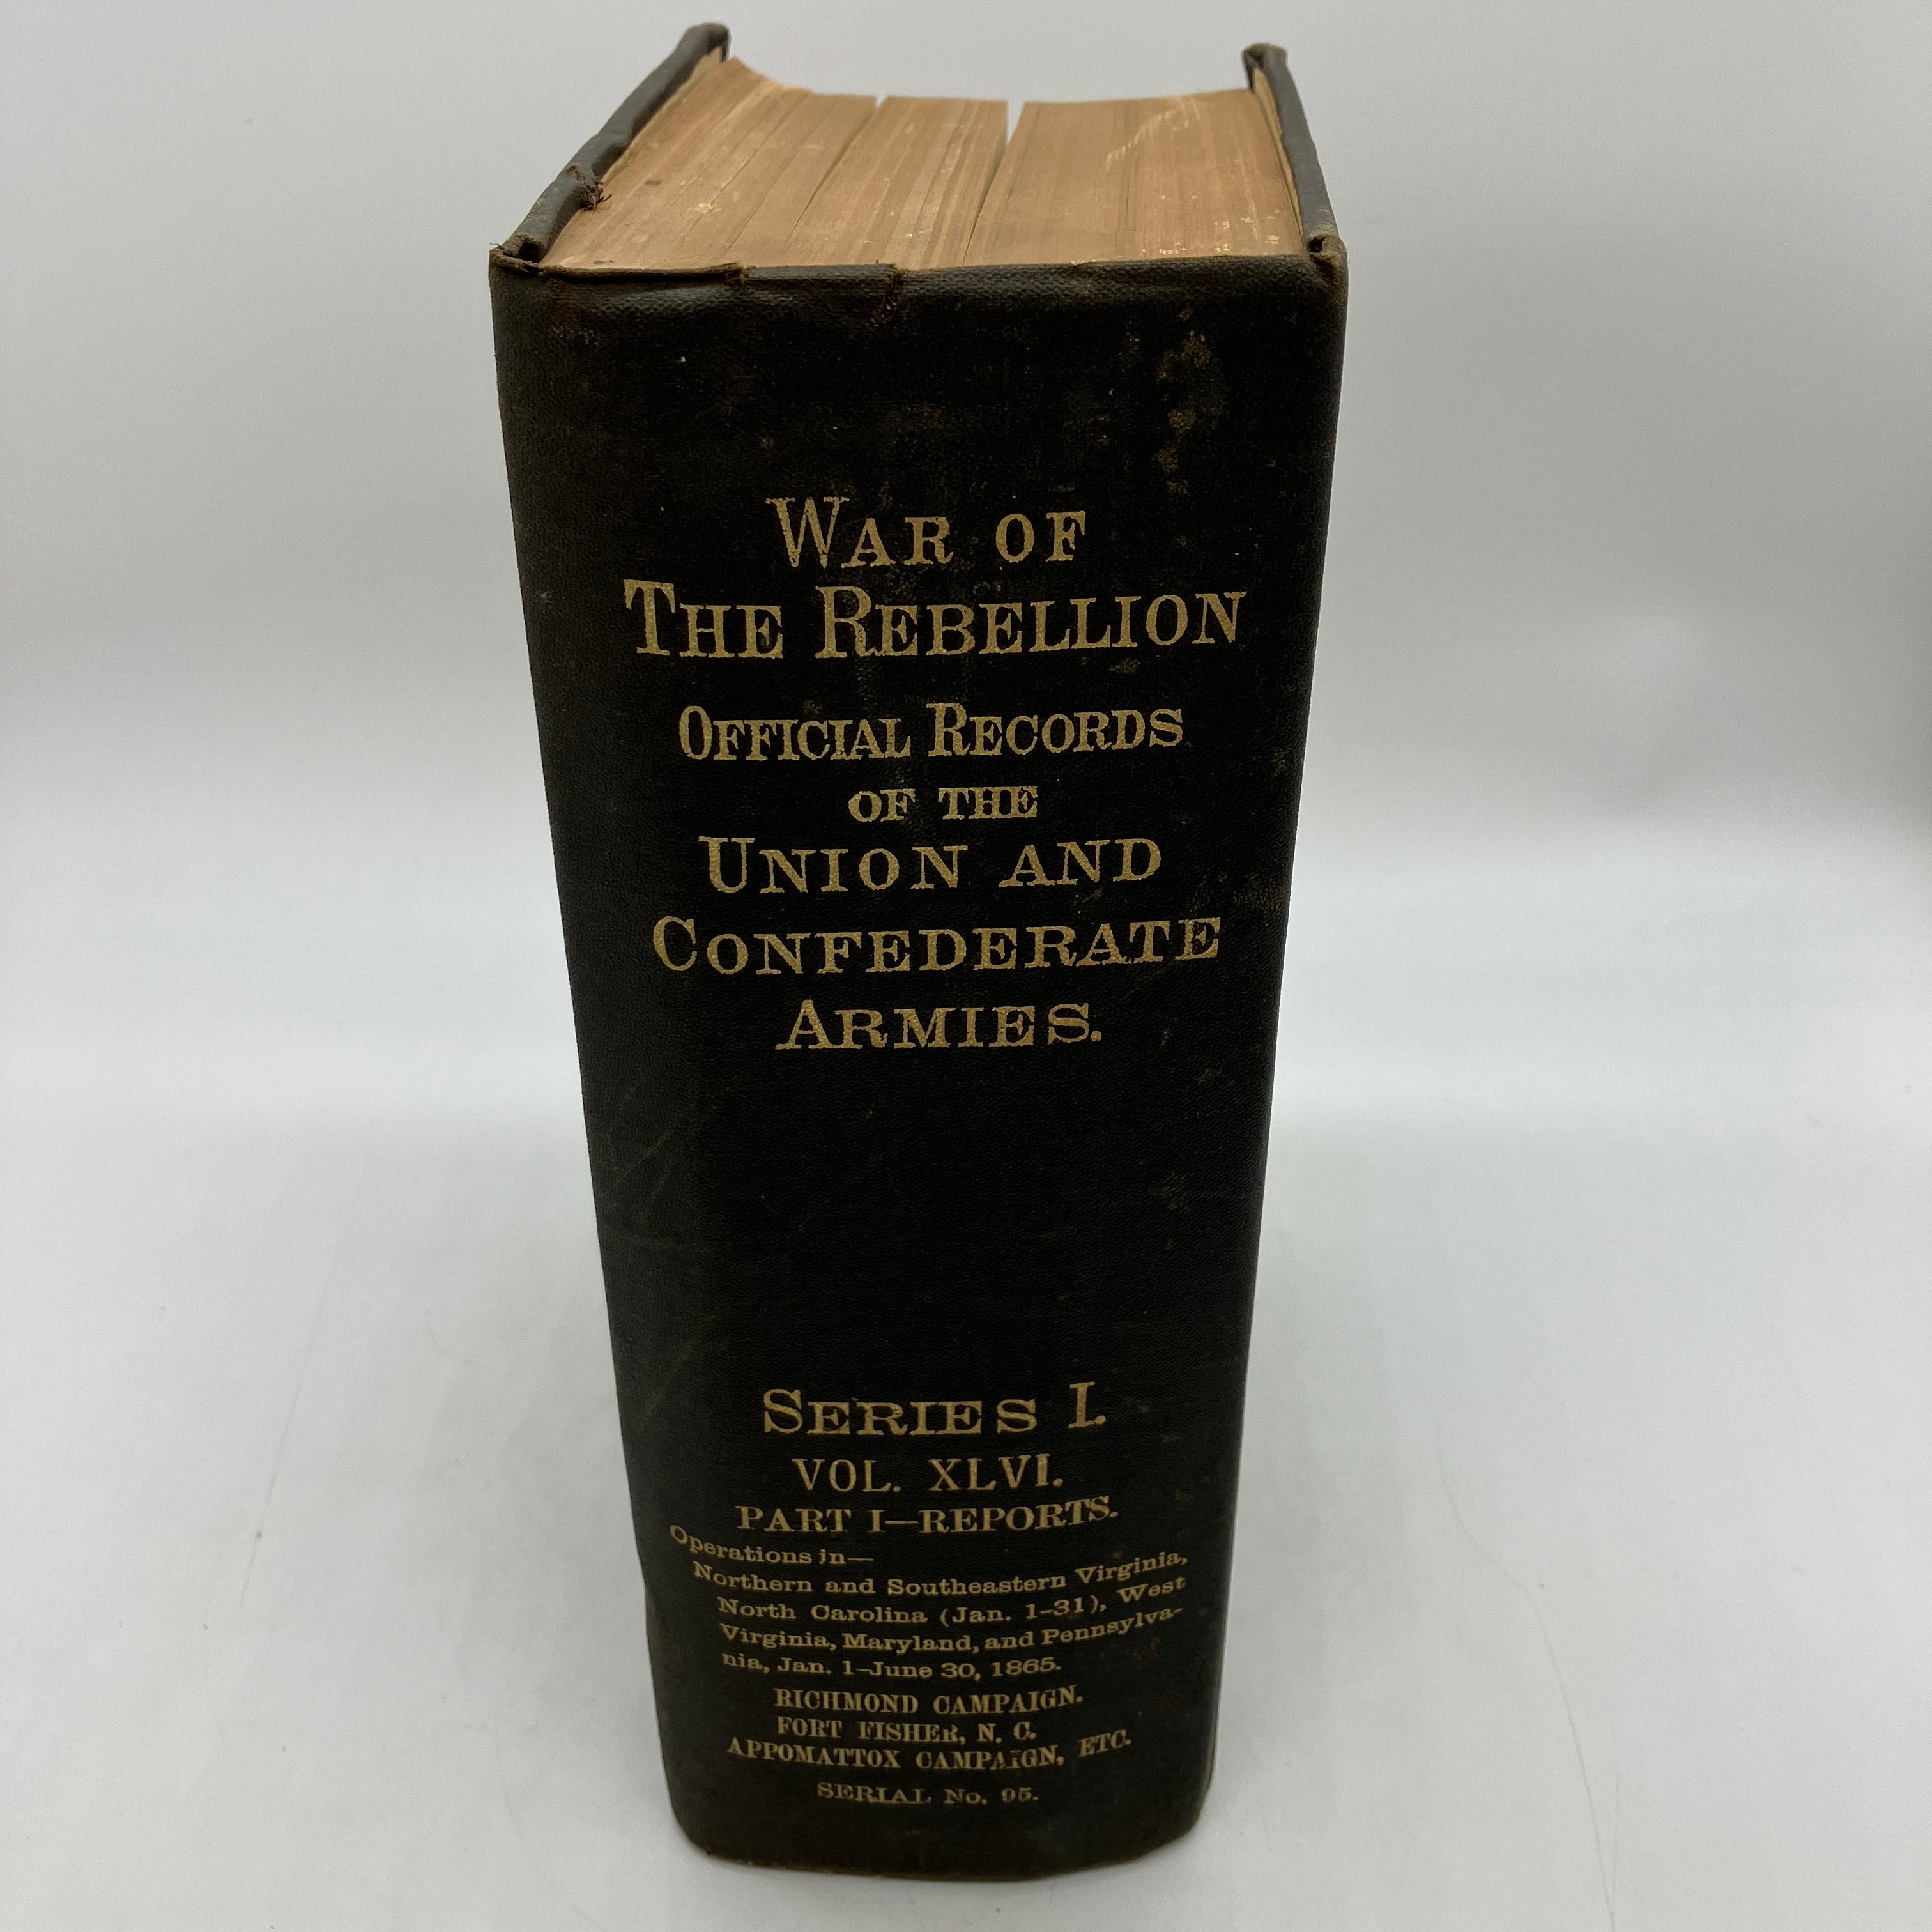 WAR OF
THE REBELLION
OFFICIAL RECORDS
OF THE
UNION AND
CONFEDERATE
ARMIES.
SERIES I.
VOL. XLVI.
PART I—REPORTS.
Operations in—
Northern and Southeastern Virginia,
North Carolina (Jan. 1-31), West
Virginia, Maryland, and Pennsylva-
nia, Jan. 1-June 30, 1865.
RICHMOND CAMPAIGN.
FORT FISHER, N. C.
APPOMATTOX CAMPAIGN, ETC.
SERIAL No. 95.